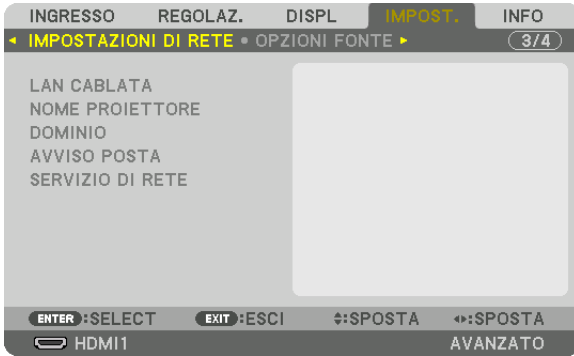 INGRESSO REGOLAZ. DISPL IMPOST. INFO
◂ IMPOSTAZIONI DI RETE • OPZIONI FONTE ▸ 3/4
LAN CABLATA
NOME PROIETTORE
DOMINIO
AVVISO POSTA
SERVIZIO DI RETE
ENTER :SELECT EXIT :ESCI :SPOSTA :SPOSTA
HDMI1 AVANZATO